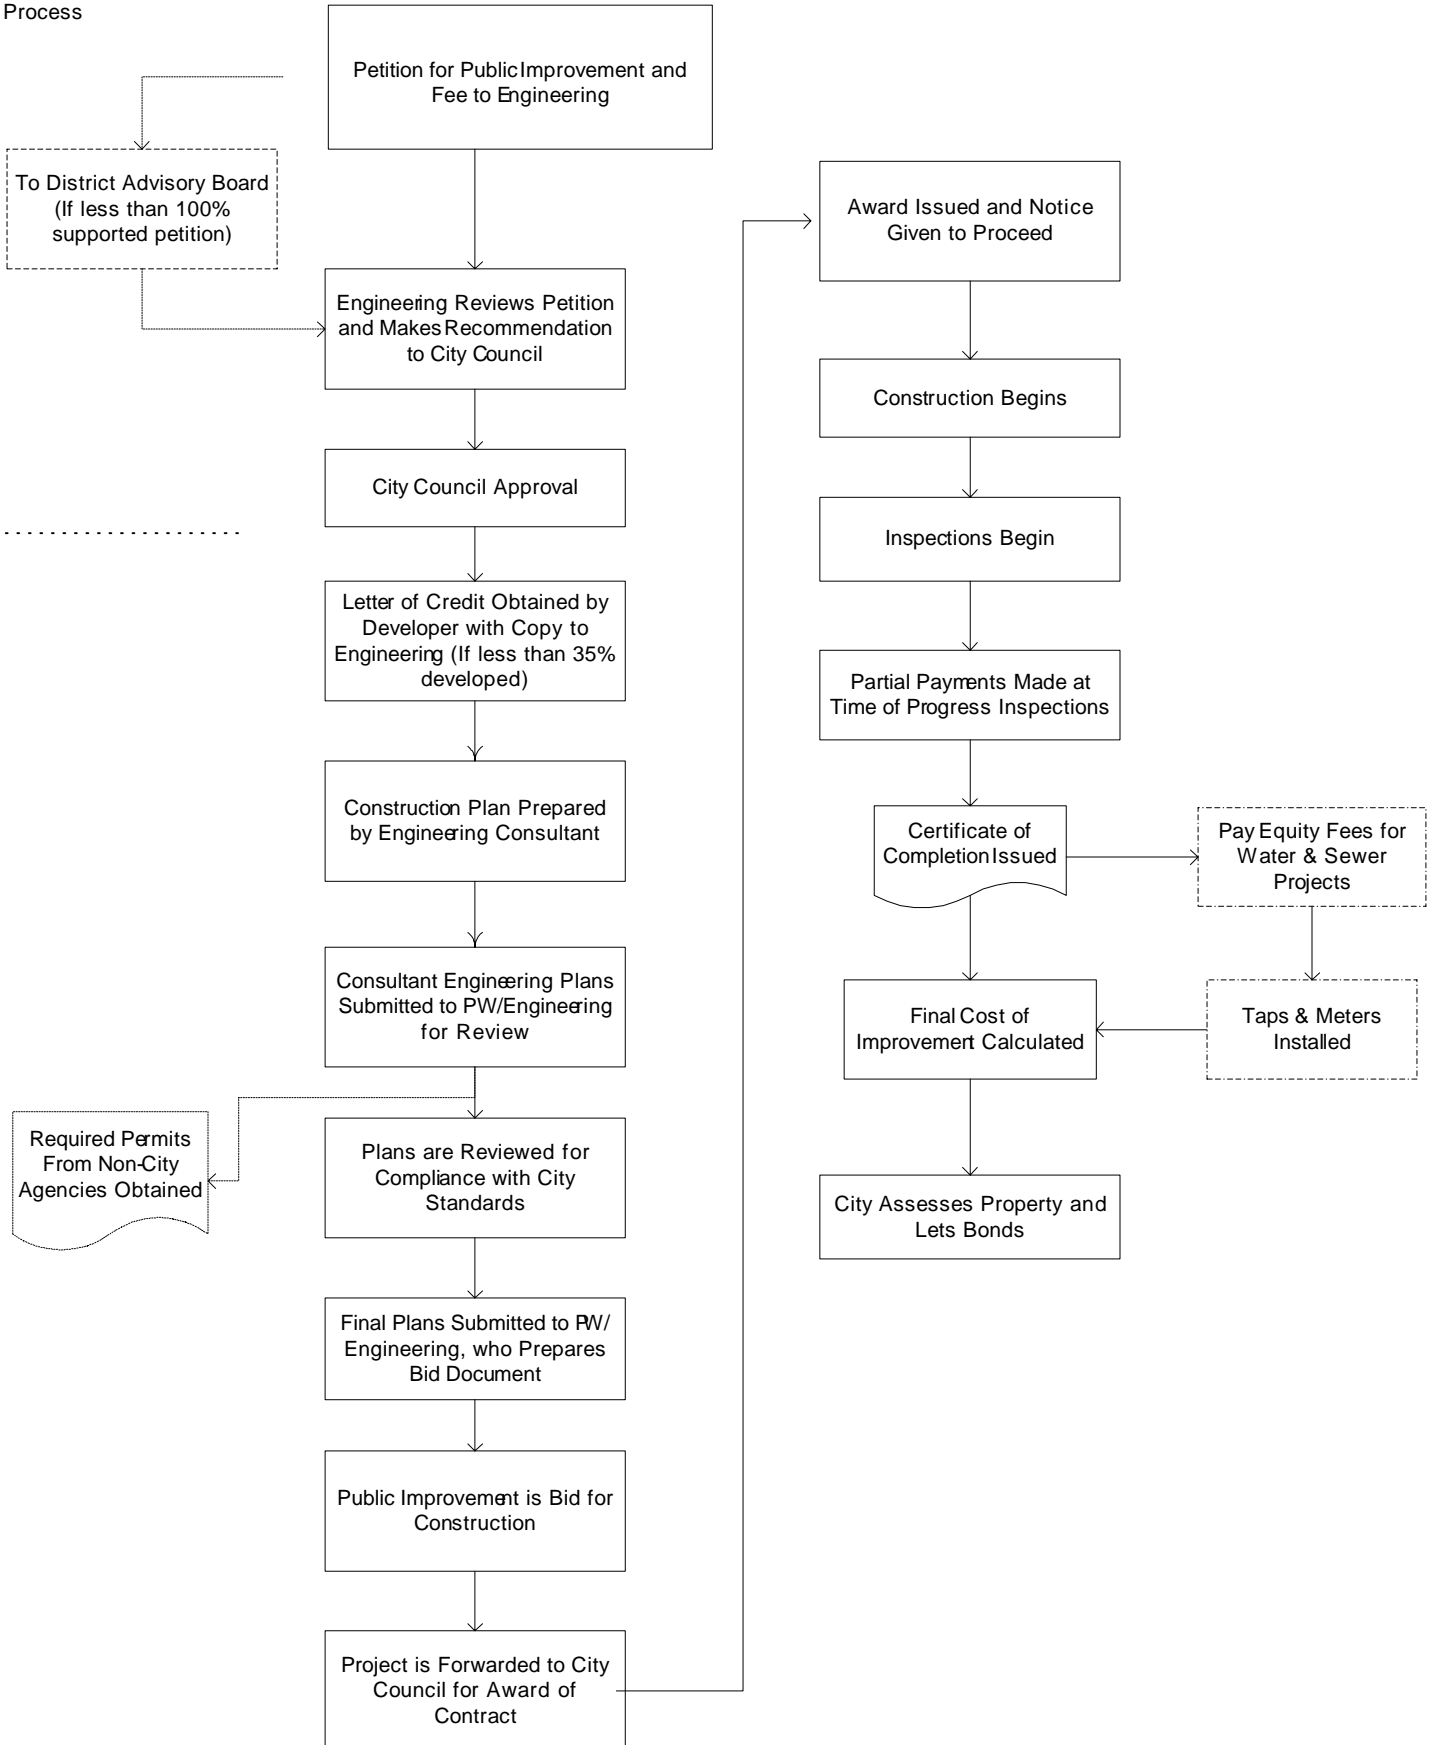 Process
Petition for Public Improvement and
Fee to Engineering
To District Advisory Board
(If less than 100%
supported petition)
Engineering Reviews Petition
and Makes Recommendation
to City Council
City Council Approval
Letter of Credit Obtained by
Developer with Copy to
Engineering (If less than 35%
developed)
Construction Plan Prepared
by Engineering Consultant
Consultant Engineering Plans
Submitted to PW/Engineering
for Review
Required Permits
From Non-City
Agencies Obtained
Plans are Reviewed for
Compliance with City
Standards
Final Plans Submitted to PW/
Engineering, who Prepares
Bid Document
Public Improvement is Bid for
Construction
Project is Forwarded to City
Council for Award of
Contract
Award Issued and Notice
Given to Proceed
Construction Begins
Inspections Begin
Partial Payments Made at
Time of Progress Inspections
Certificate of
Completion Issued
Pay Equity Fees for
Water & Sewer
Projects
Taps & Meters
Installed
Final Cost of
Improvement Calculated
City Assesses Property and
Lets Bonds